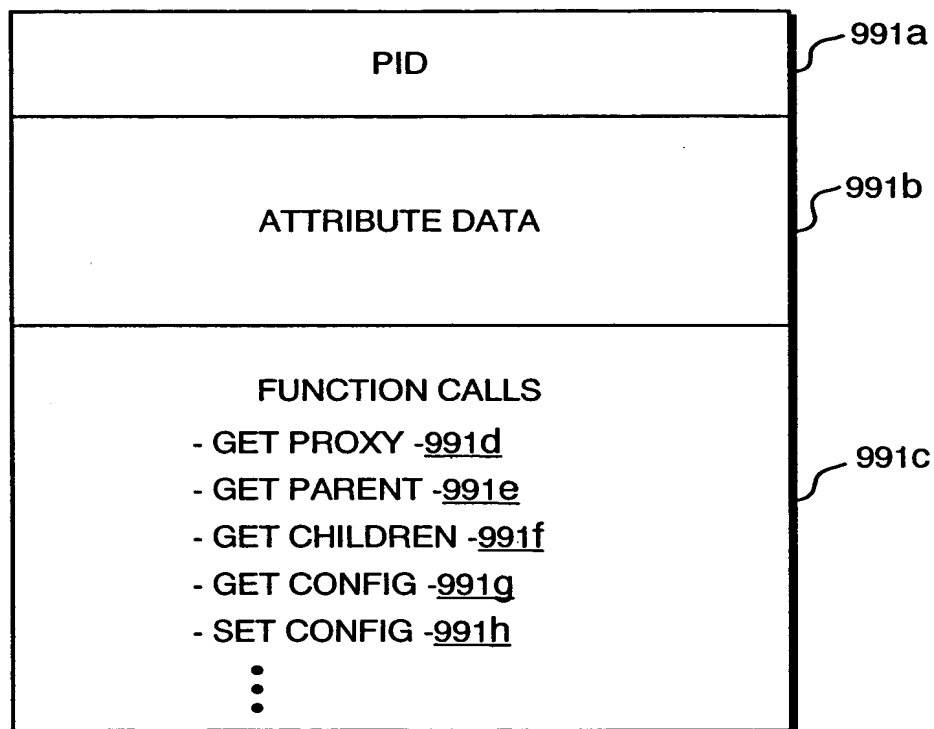 PID
991a
ATTRIBUTE DATA
991b
FUNCTION CALLS
- GET PROXY -991d
- GET PARENT -991e
- GET CHILDREN -991f
- GET CONFIG -991g
- SET CONFIG -991h
991c